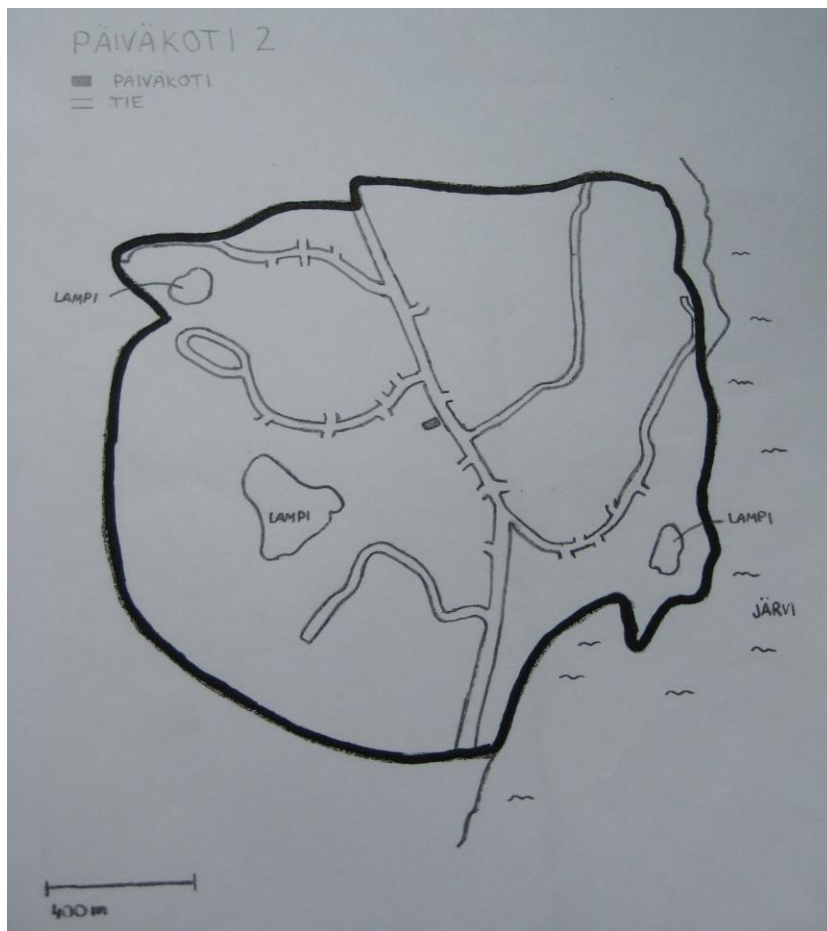 PÄIVÄKOTI 2
PÄIVÄKOTI
TIE
LAMPI
LAMPI
LAMPI
JÄRVI
400 m